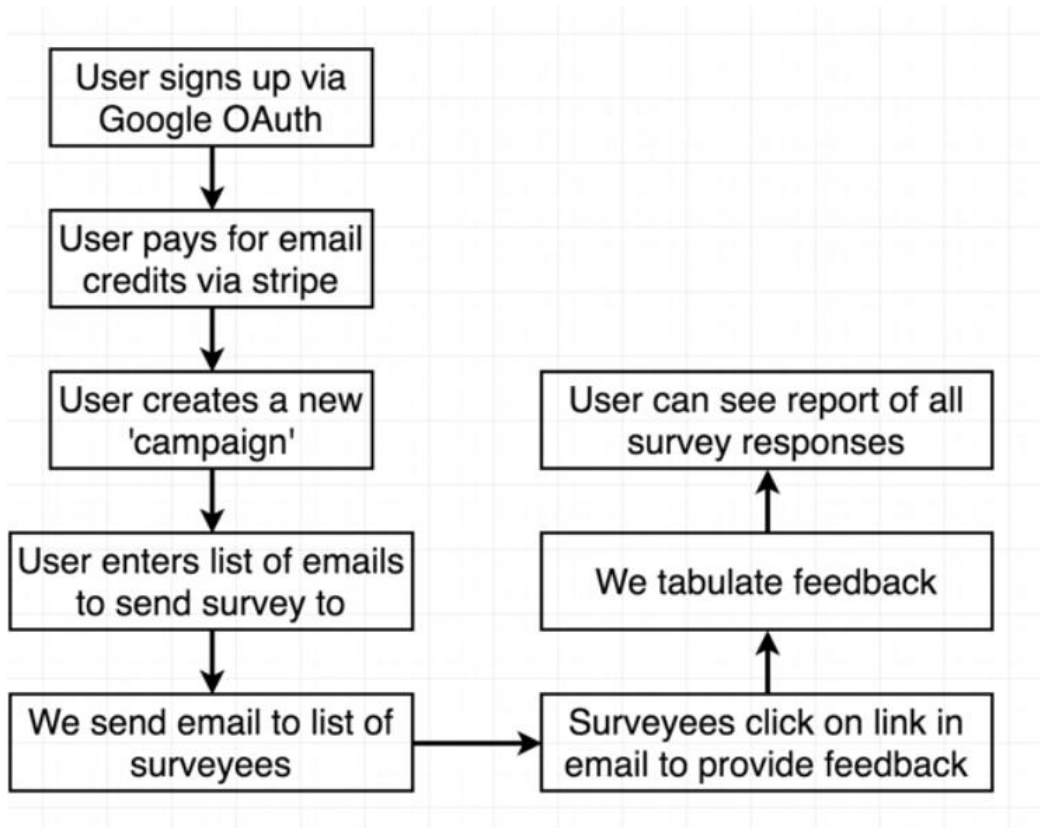 User signs up via
Google OAuth
User pays for email
credits via stripe
User creates a new
'campaign'
User enters list of emails
to send survey to
We send email to list of
surveyees
Surveyees click on link in
email to provide feedback
We tabulate feedback
User can see report of all
survey responses